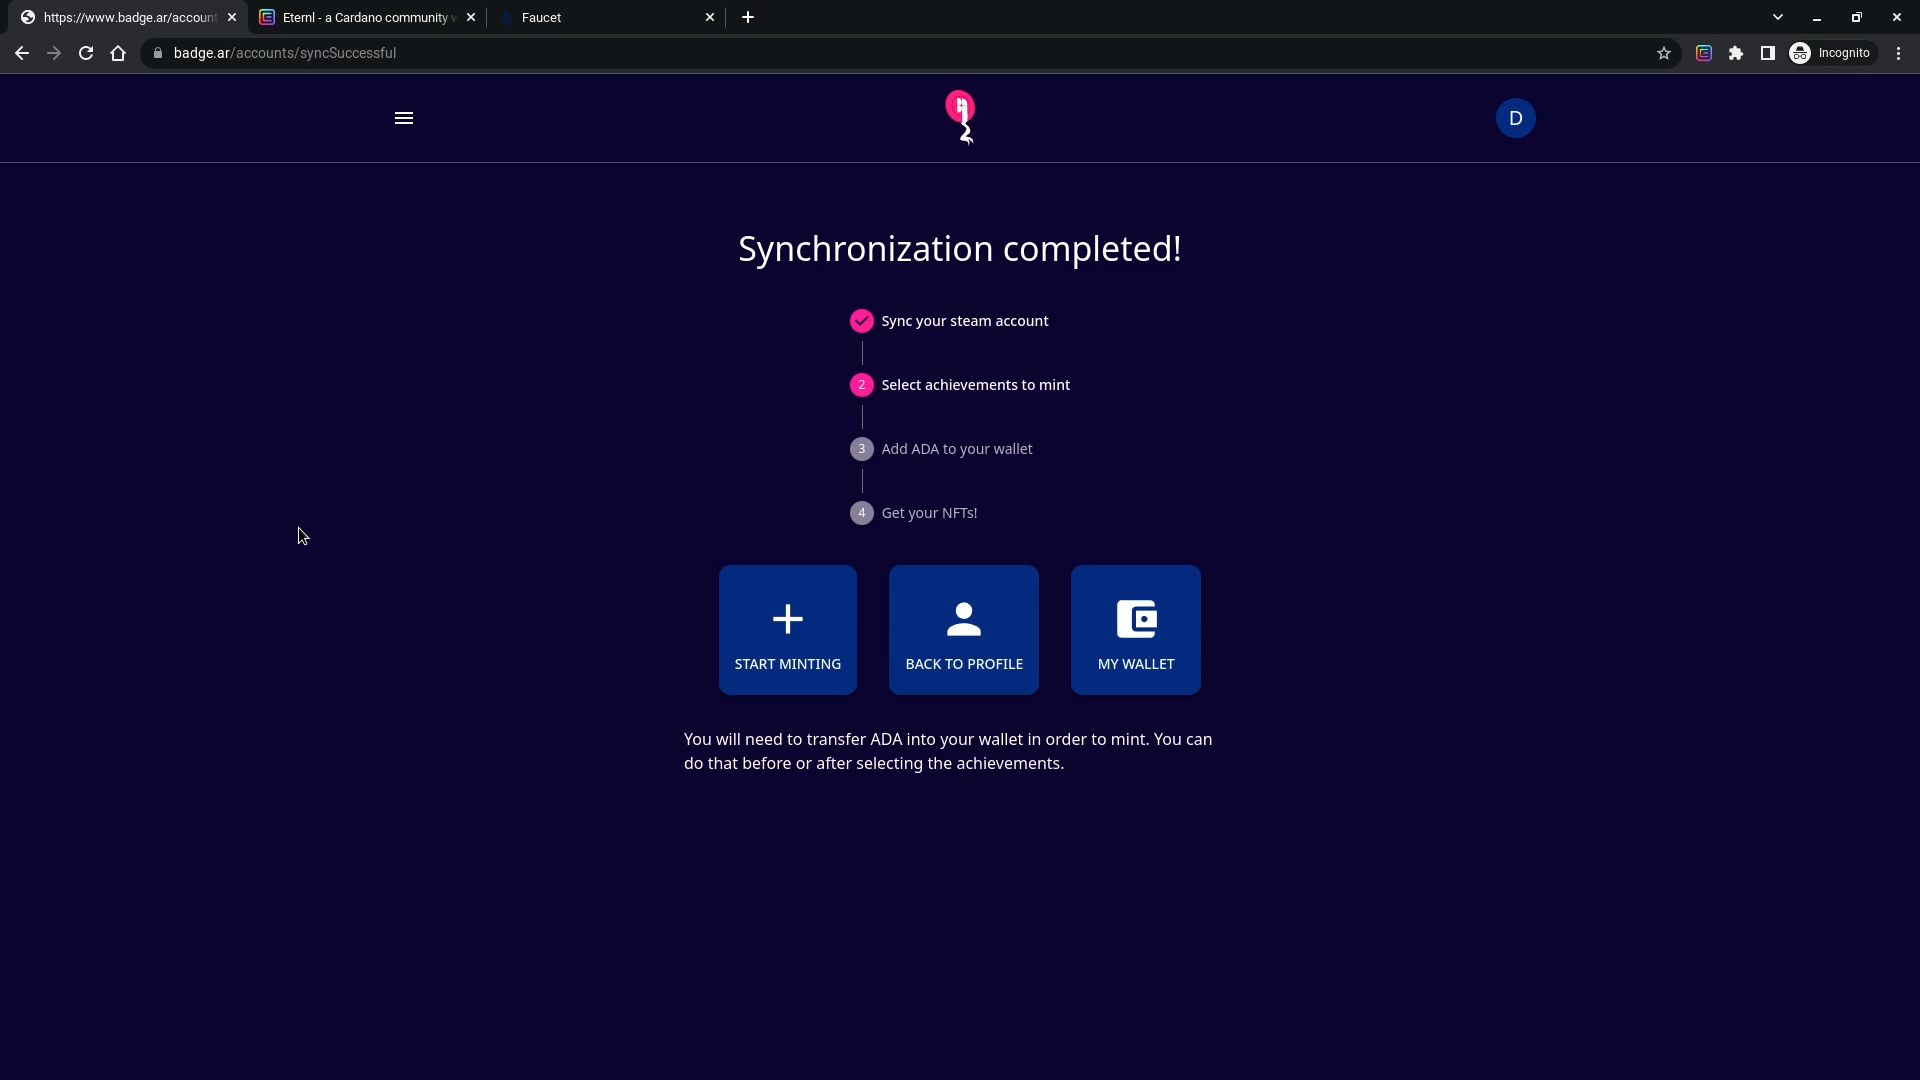 https://www.badge.ar/account
Eternl - a Cardano community
Faucet
badge.ar/accounts/syncSuccessful
Incognito
D
Synchronization completed!
Sync your steam account
2 Select achievements to mint
3 Add ADA to your wallet
4 Get your NFTs!
START MINTING
BACK TO PROFILE
MY WALLET
You will need to transfer ADA into your wallet in order to mint. You can
do that before or after selecting the achievements.